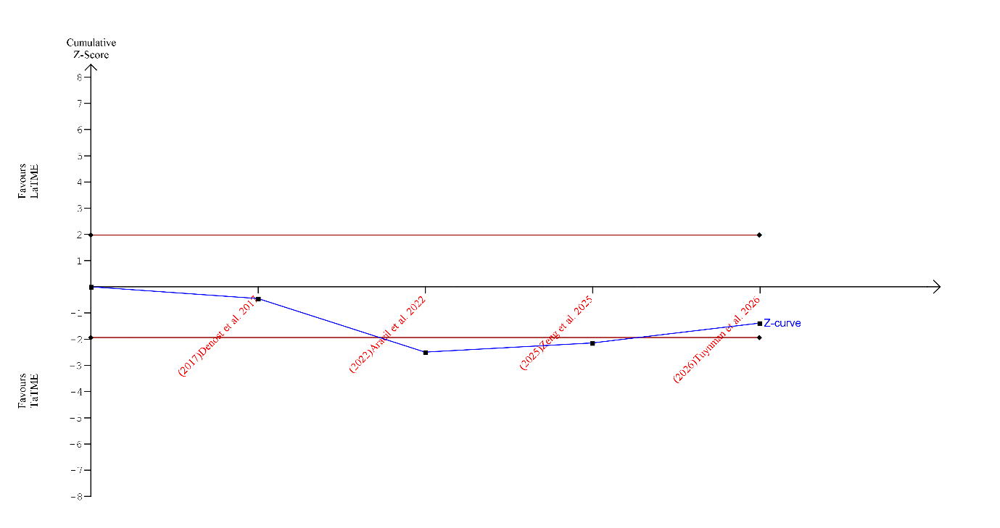 Cumulative
Z-Score
8
7
6
5
4
3
2
1
-1
-2
-3
-4
-5
-6
-7
-8
Favours
LaTME
Favours
TaTME
(2017)Denost et al. 2017
(2022)Aracil et al. 2022
(2025)Zeng et al. 2025
(2026)Tuynman et al. 2026
Z-curve